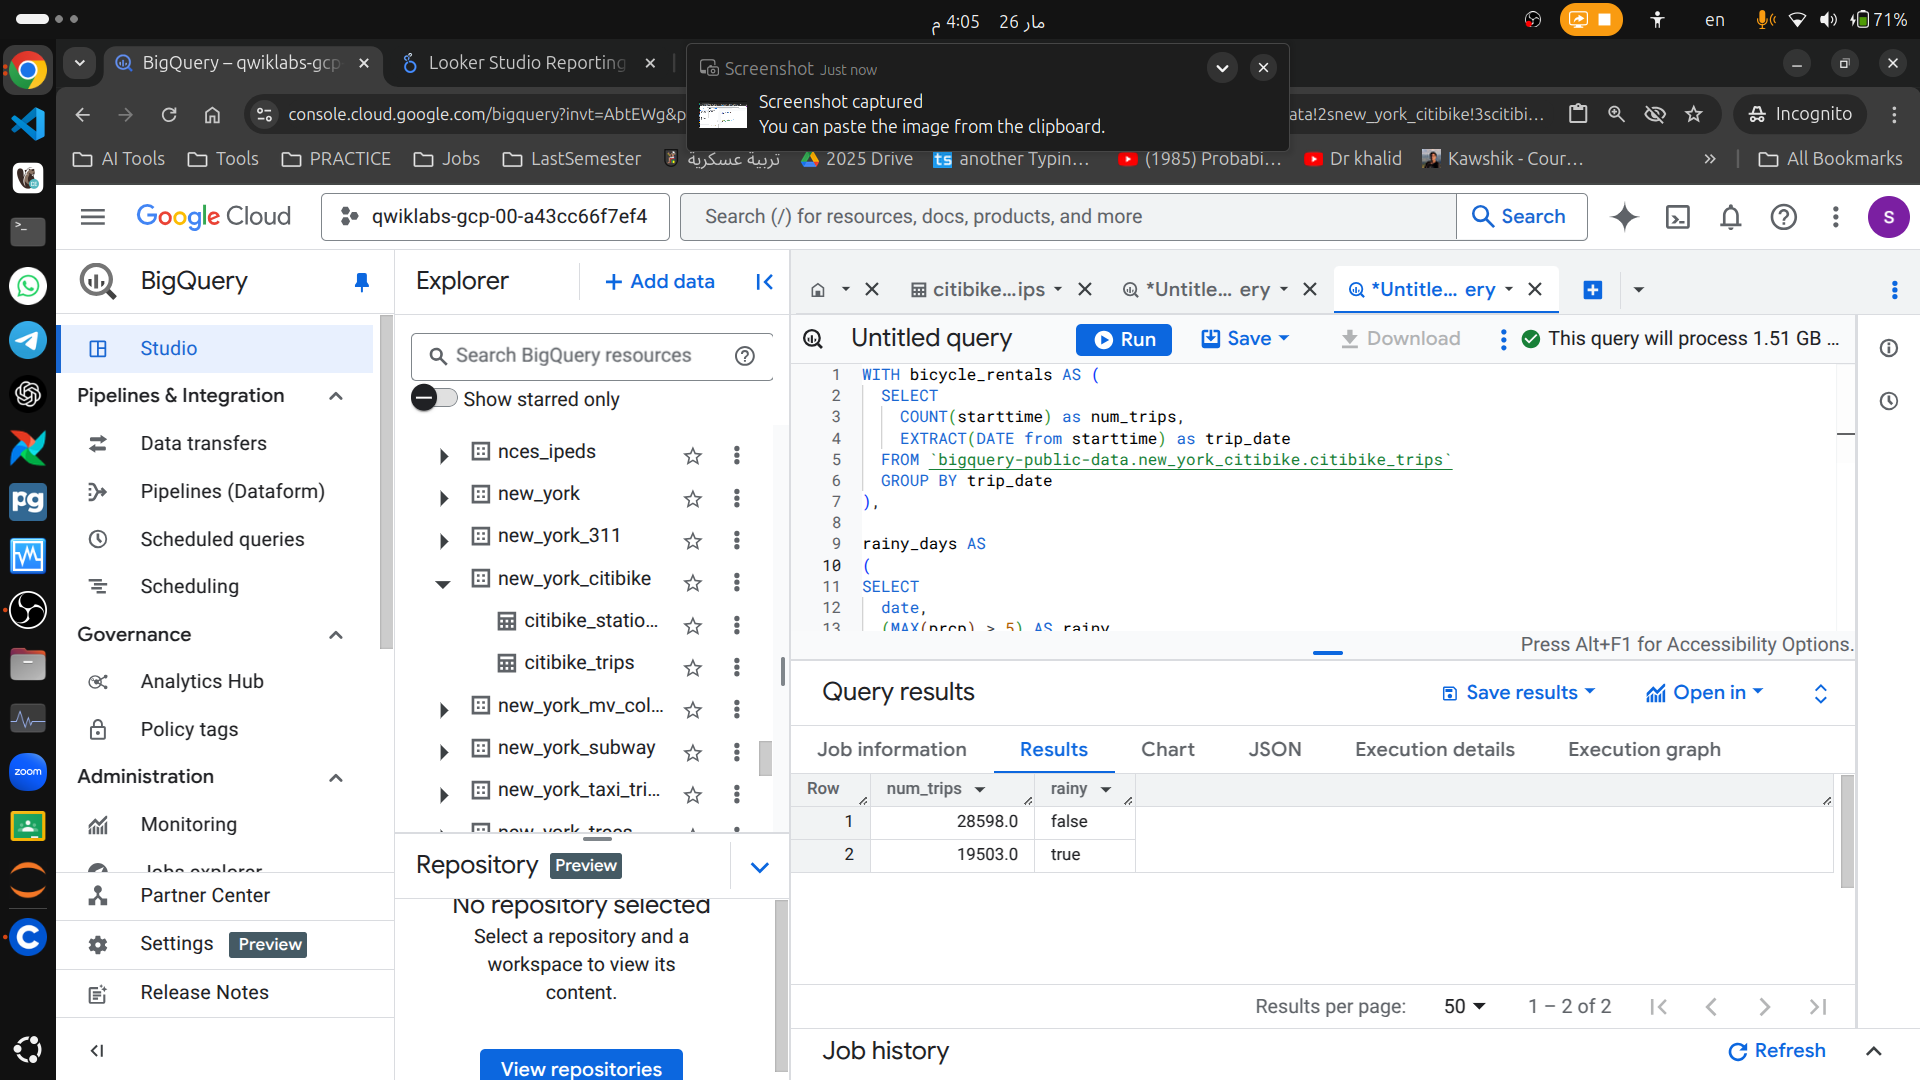 مار 26 4:05 م
en
71%
BigQuery – qwiklabs-gcp-
Looker Studio Reporting
Screenshot Just now
Screenshot captured
You can paste the image from the clipboard.
console.cloud.google.com/bigquery?invt=AbtEWg&p
ata!2snew_york_citibike!3scitibi...
Incognito
AI Tools
Tools
PRACTICE
Jobs
LastSemester
تربية عسكرية
2025 Drive
ts another Typin...
(1985) Probabi...
Dr khalid
Kawshik - Cour...
»
All Bookmarks
Google Cloud
qwiklabs-gcp-00-a43cc66f7ef4
Search (/) for resources, docs, products, and more
Search
S
BigQuery
Studio
Pipelines & Integration
Data transfers
Pipelines (Dataform)
Scheduled queries
Scheduling
Governance
Analytics Hub
Policy tags
Administration
Monitoring
Jobs explorer
Partner Center
Settings Preview
Release Notes
Explorer
+ Add data
Search BigQuery resources
Show starred only
nces_ipeds
new_york
new_york_311
new_york_citibike
citibike_statio...
citibike_trips
new_york_mv_col...
new_york_subway
new_york_taxi_tri...
new_york_trees
Repository Preview
No repository selected
Select a repository and a
workspace to view its
content.
View repositories
citibike...ips
*Untitle... ery
*Untitle... ery
Untitled query
Run
Save
Download
This query will process 1.51 GB ...
1 WITH bicycle_rentals AS (
2 SELECT
3 COUNT(starttime) as num_trips,
4 EXTRACT(DATE from starttime) as trip_date
5 FROM `bigquery-public-data.new_york_citibike.citibike_trips`
6 GROUP BY trip_date
7 ),
8
9 rainy_days AS
10 (
11 SELECT
12 date,
13 (MAX(prcp) > 5) AS rainy
Press Alt+F1 for Accessibility Options.
Query results
Save results
Open in
Job information
Results
Chart
JSON
Execution details
Execution graph
Row num_trips rainy
1 28598.0 false
2 19503.0 true
Results per page: 50 1 – 2 of 2
Job history
Refresh
pg
zoom
C